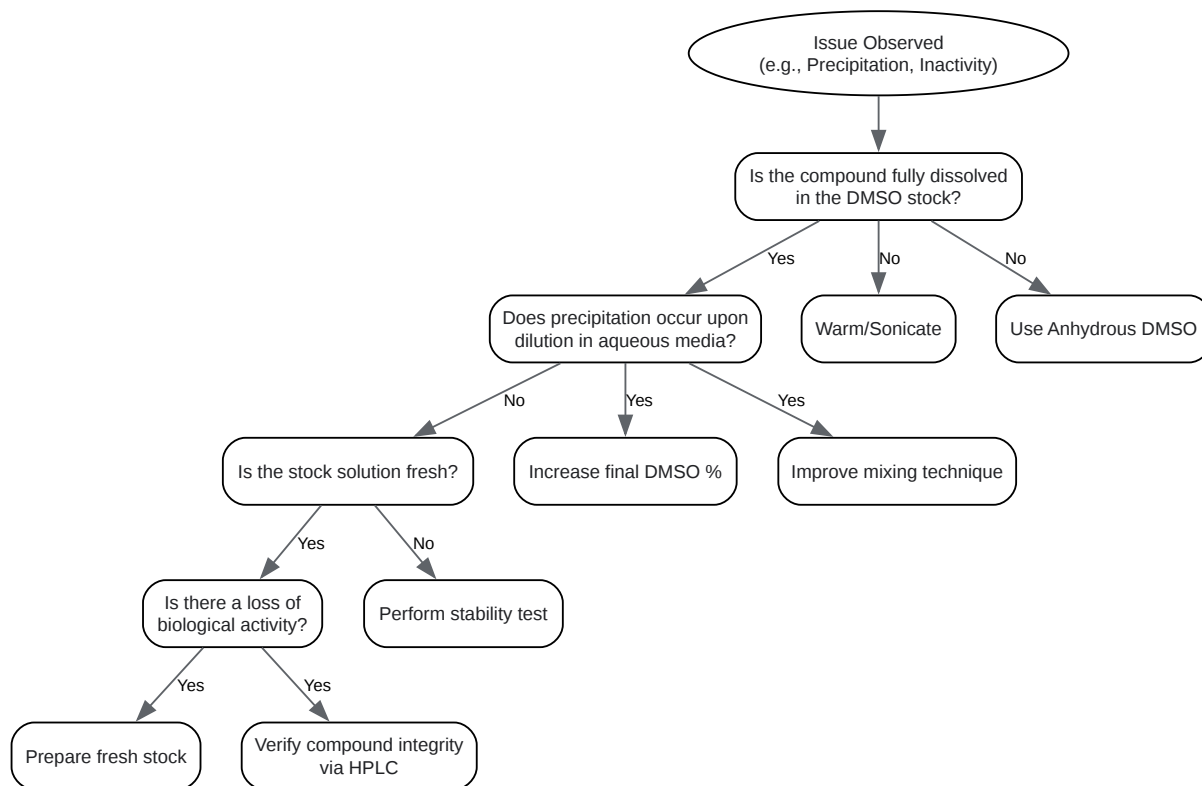 Issue Observed
(e.g., Precipitation, Inactivity)
Is the compound fully dissolved
in the DMSO stock?
Yes
No
No
Does precipitation occur upon
dilution in aqueous media?
Warm/Sonicate
Use Anhydrous DMSO
No
Yes
Yes
Is the stock solution fresh?
Increase final DMSO %
Improve mixing technique
Yes
No
Is there a loss of
biological activity?
Perform stability test
Yes
Yes
Prepare fresh stock
Verify compound integrity
via HPLC